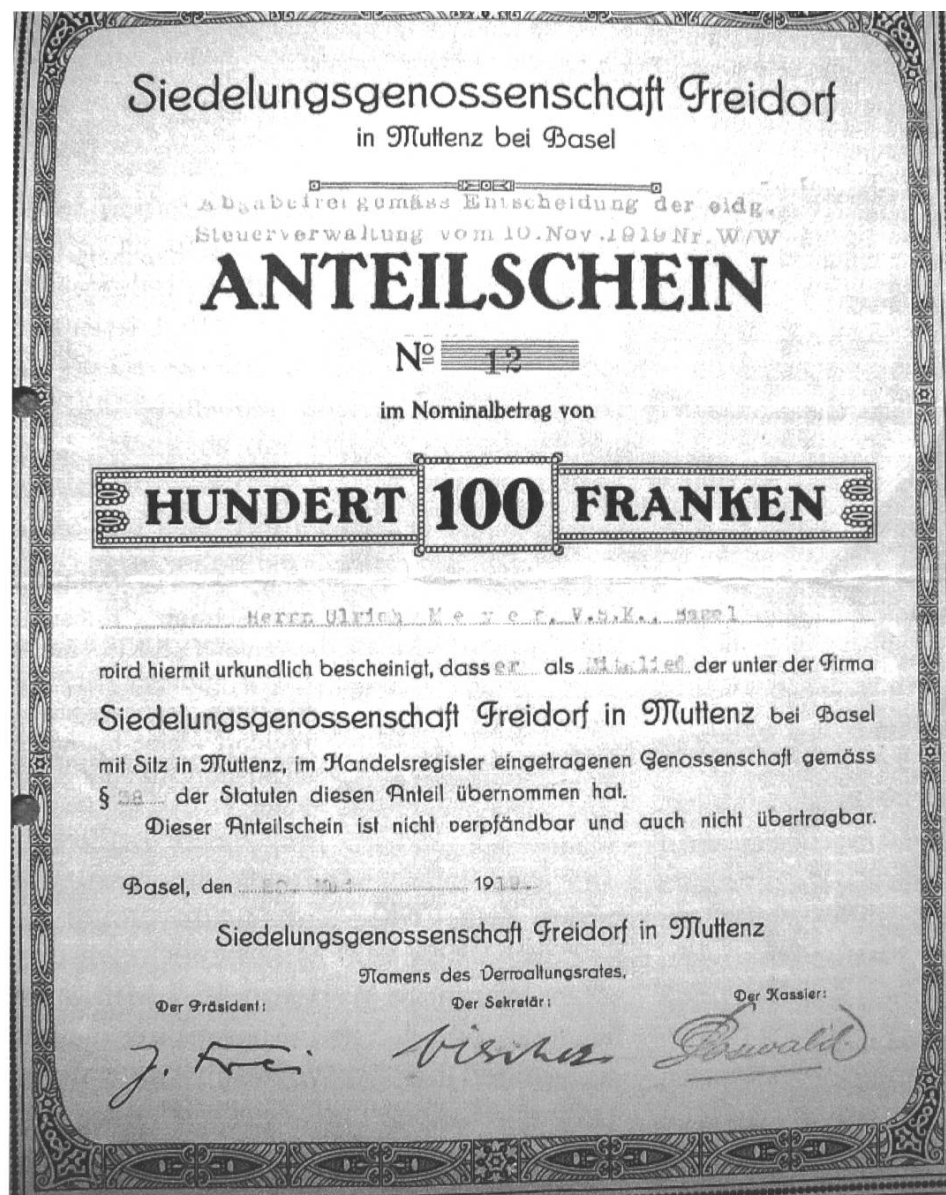 Siedelungsgenossenschaft Freidorf
in Muttenz bei Basel
Abgabefrei gemäss Entscheidung der eidg.
Steuerverwaltung vom 10.Nov.1919 Nr.W/W
ANTEILSCHEIN
Nº 12
im Nominalbetrag von
HUNDERT 100 FRANKEN
Herrn Ulrich Meyer, V.S.K., Basel
wird hiermit urkundlich bescheinigt, dass er als Mitglied der unter der Firma
Siedelungsgenossenschaft Freidorf in Muttenz bei Basel
mit Sitz in Muttenz, im Handelsregister eingetragenen Genossenschaft gemäss
§ der Statuten diesen Anteil übernommen hat.
Dieser Anteilschein ist nicht verpfändbar und auch nicht übertragbar.
Basel, den 1919.
Siedelungsgenossenschaft Freidorf in Muttenz
Namens des Verwaltungsrates,
Der Präsident: Der Sekretär: Der Kassier:
J. Frei